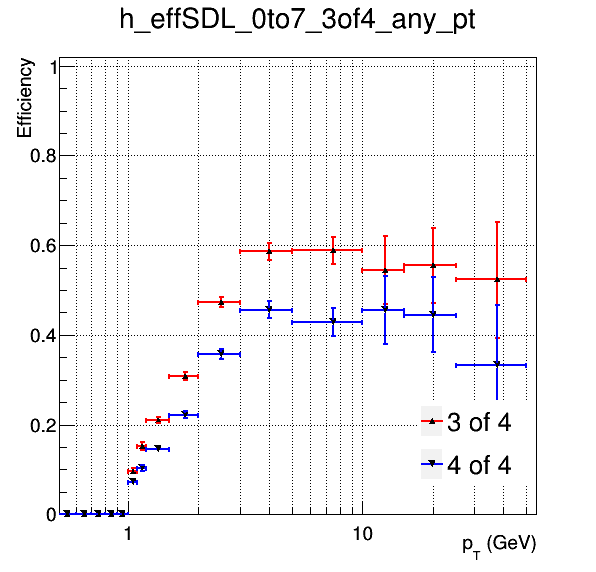 h_effSDL_0to7_3of4_any_pt
Efficiency
1
0.8
0.6
0.4
0.2
0
3 of 4
4 of 4
1
10
p_T (GeV)